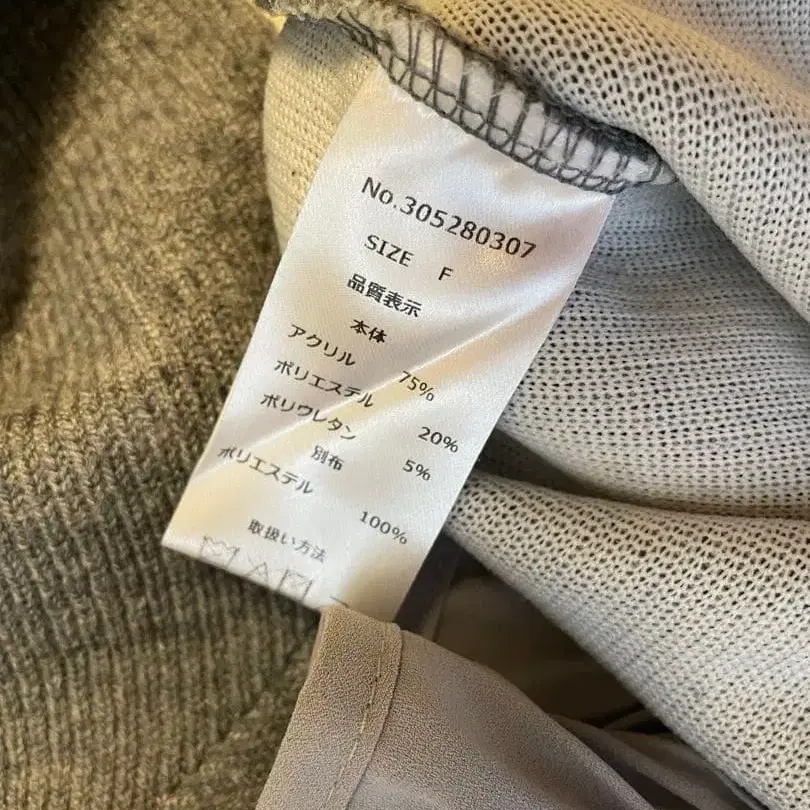 No.305280307
SIZE F
品質表示
本体
アクリル 75%
ポリエステル 20%
ポリウレタン 5%
別布
ポリエステル 100%
取扱い方法